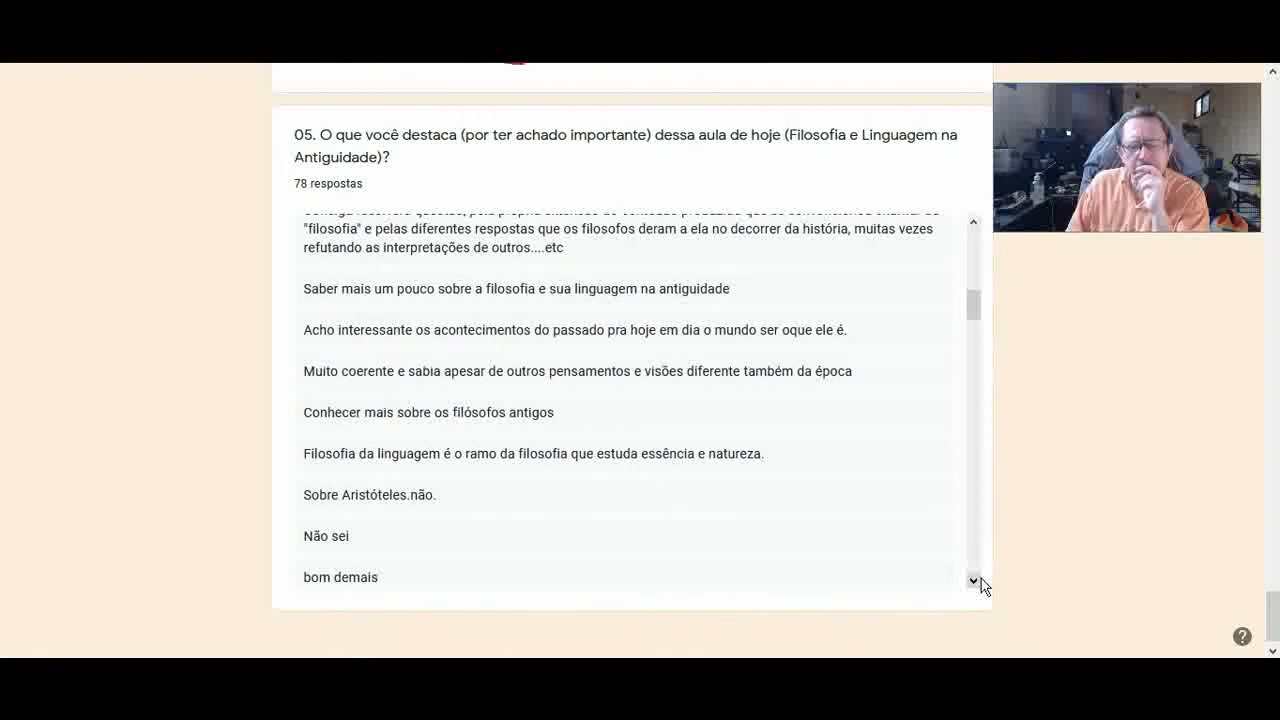 05. O que você destaca (por ter achado importante) dessa aula de hoje (Filosofia e Linguagem na
Antiguidade)?
78 respostas
"filosofia" e pelas diferentes respostas que os filosofos deram a ela no decorrer da história, muitas vezes
refutando as interpretações de outros....etc
Saber mais um pouco sobre a filosofia e sua linguagem na antiguidade
Acho interessante os acontecimentos do passado pra hoje em dia o mundo ser oque ele é.
Muito coerente e sabia apesar de outros pensamentos e visões diferente também da época
Conhecer mais sobre os filósofos antigos
Filosofia da linguagem é o ramo da filosofia que estuda essência e natureza.
Sobre Aristóteles.não.
Não sei
bom demais